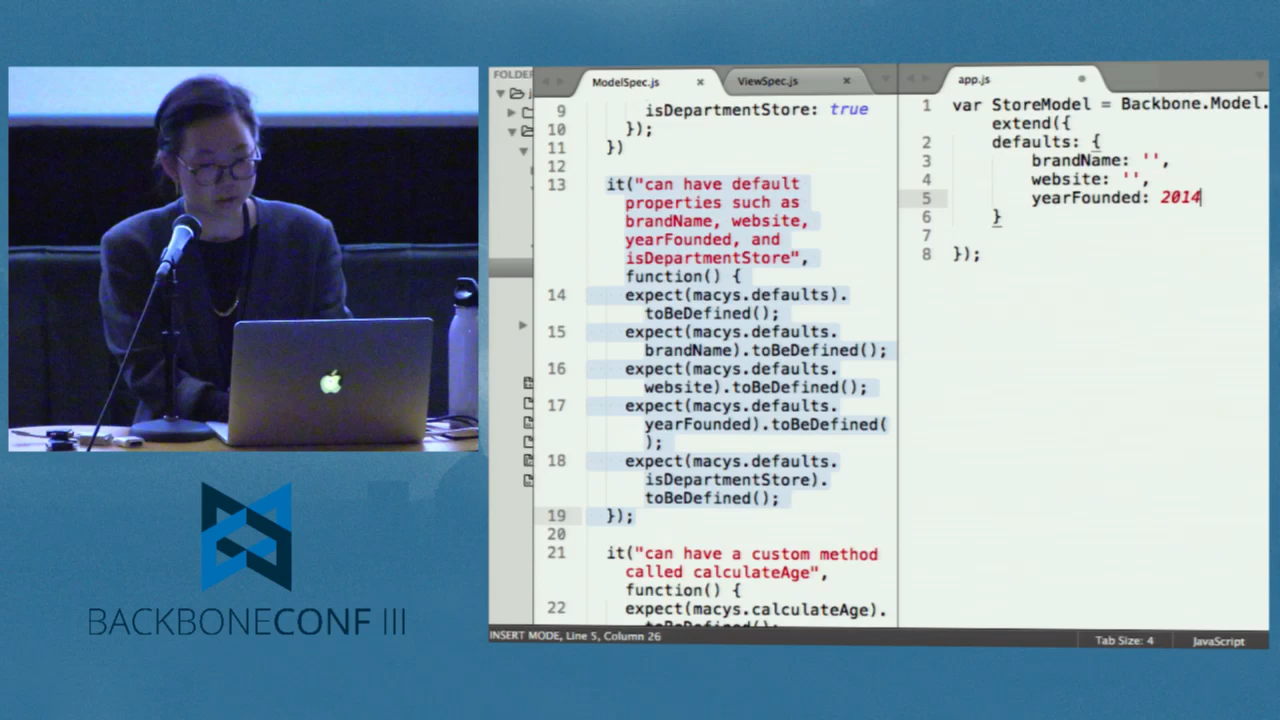 FOLDER
ModelSpec.js
ViewSpec.js
9 isDepartmentStore: true
10 });
11 })
12
13 it("can have default
properties such as
brandName, website,
yearFounded, and
isDepartmentStore",
function() {
14 expect(macys.defaults).
toBeDefined();
15 expect(macys.defaults.
brandName).toBeDefined();
16 expect(macys.defaults.
website).toBeDefined();
17 expect(macys.defaults.
yearFounded).toBeDefined(
);
18 expect(macys.defaults.
isDepartmentStore).
toBeDefined();
19 });
20
21 it("can have a custom method
called calculateAge",
function() {
22 expect(macys.calculateAge).
app.js
1 var StoreModel = Backbone.Model.
extend({
2 defaults: {
3 brandName: '',
4 website: '',
5 yearFounded: 2014
6 }
7
8 });
INSERT MODE, Line 5, Column 26
Tab Size: 4
JavaScript
BACKBONECONF III